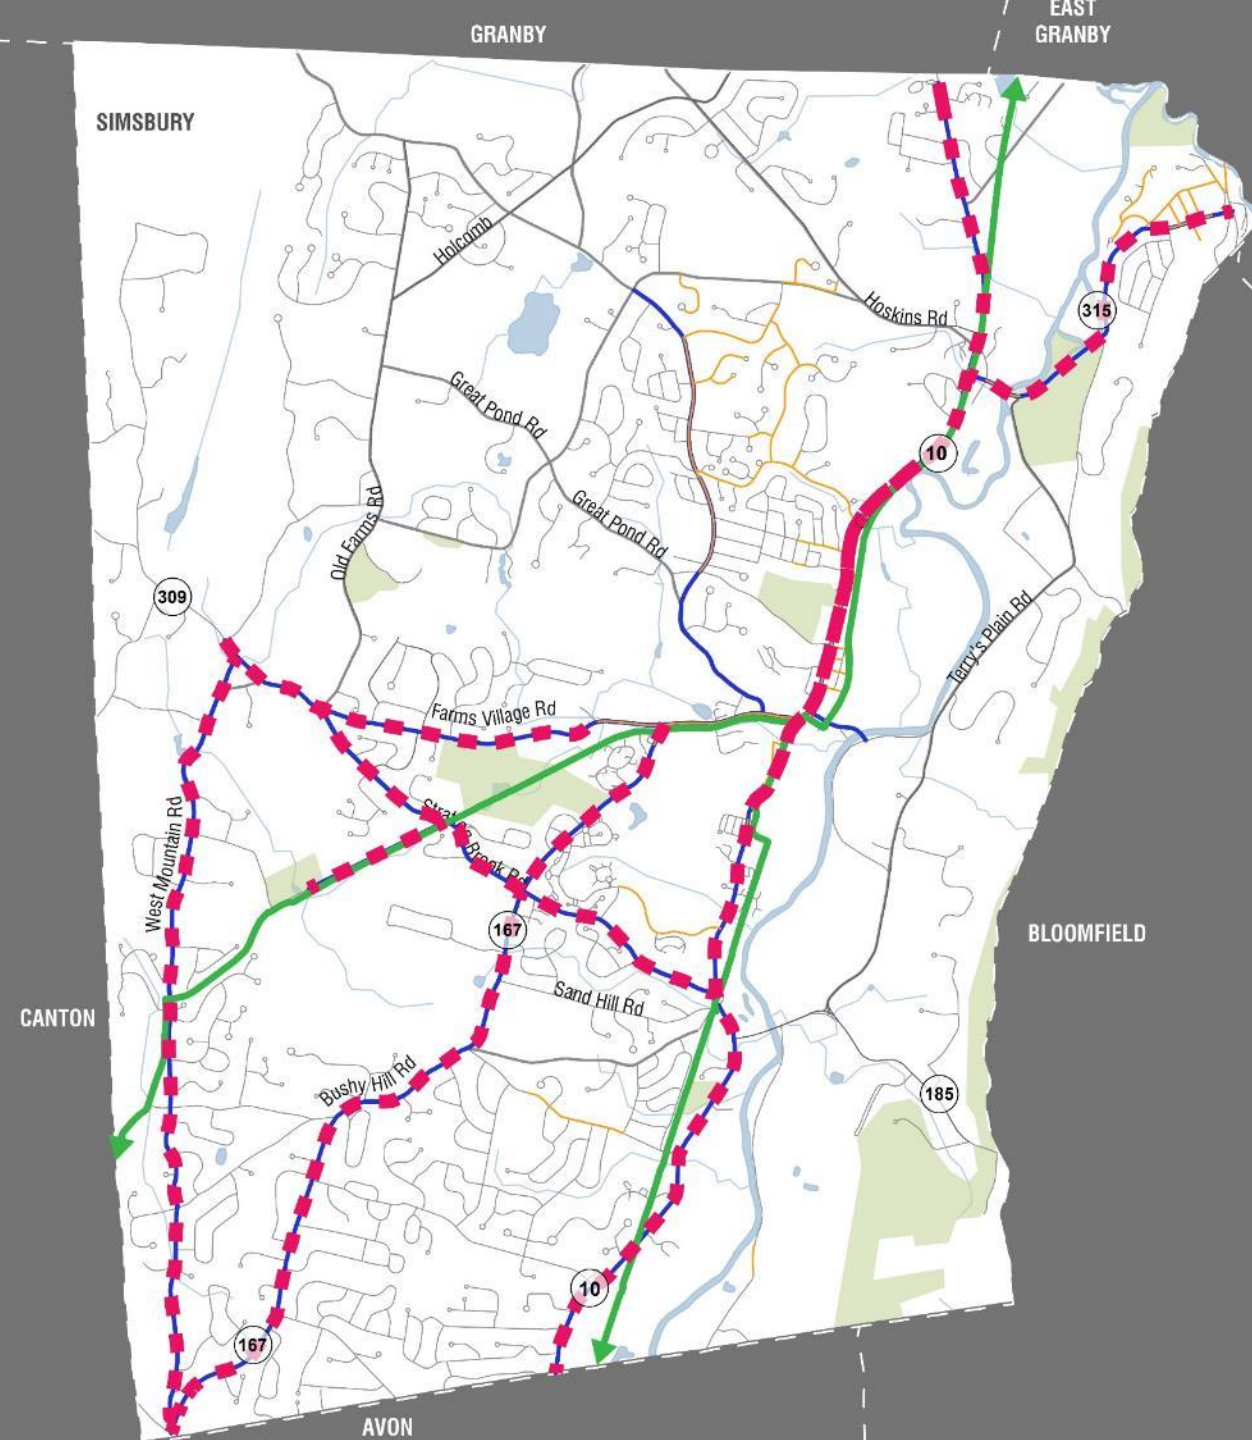 EAST
GRANBY
GRANBY
SIMSBURY
Holcomb
Hoskins Rd
315
Great Pond Rd
10
Great Pond Rd
Old Farms Rd
309
Terry's Plain Rd
Farms Village Rd
West Mountain Rd
Brook Rd
167
BLOOMFIELD
Sand Hill Rd
CANTON
Bushy Hill Rd
185
10
167
AVON